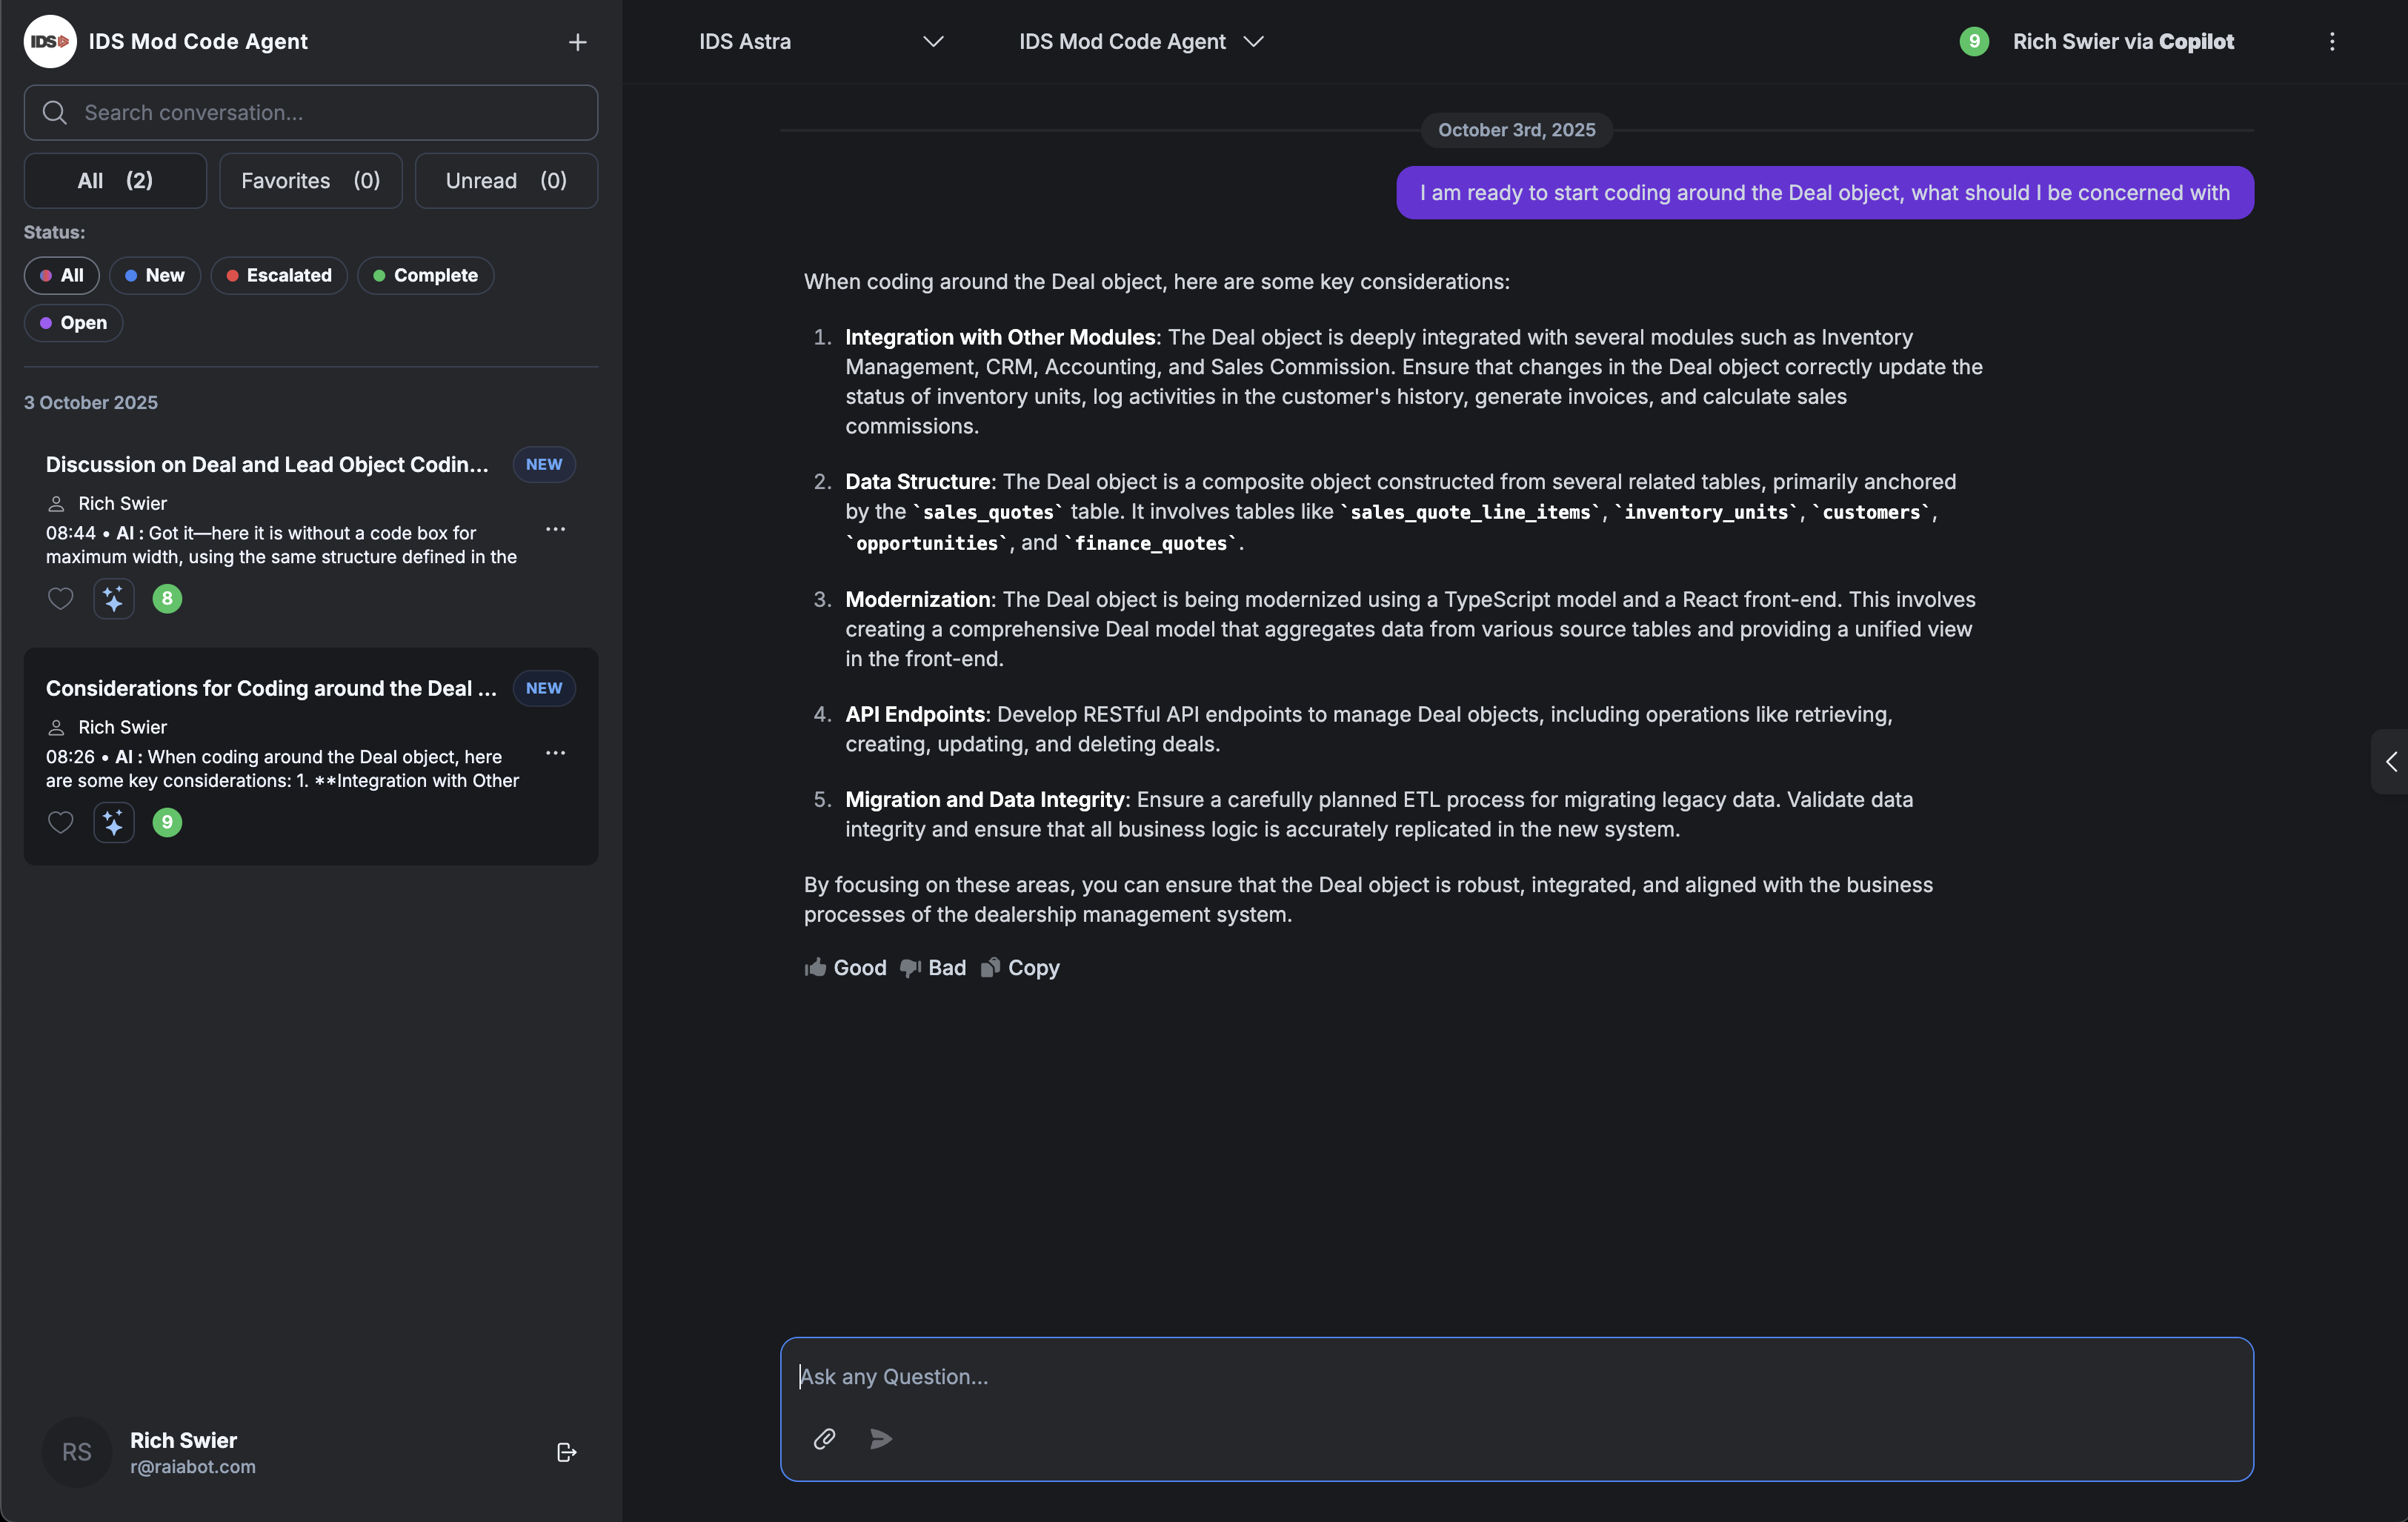 IDS
IDS Mod Code Agent
Search conversation...
All (2)
Favorites (0)
Unread (0)
Status:
All
New
Escalated
Complete
Open
3 October 2025
Discussion on Deal and Lead Object Codin...
NEW
Rich Swier
08:44 • AI : Got it—here it is without a code box for
maximum width, using the same structure defined in the
8
Considerations for Coding around the Deal ...
NEW
Rich Swier
08:26 • AI : When coding around the Deal object, here
are some key considerations: 1. **Integration with Other
9
RS
Rich Swier
r@raiabot.com
IDS Astra
IDS Mod Code Agent
9
Rich Swier via Copilot
October 3rd, 2025
I am ready to start coding around the Deal object, what should I be concerned with
When coding around the Deal object, here are some key considerations:
1. Integration with Other Modules: The Deal object is deeply integrated with several modules such as Inventory
Management, CRM, Accounting, and Sales Commission. Ensure that changes in the Deal object correctly update the
status of inventory units, log activities in the customer's history, generate invoices, and calculate sales
commissions.
2. Data Structure: The Deal object is a composite object constructed from several related tables, primarily anchored
by the `sales_quotes` table. It involves tables like `sales_quote_line_items`, `inventory_units`, `customers`,
`opportunities`, and `finance_quotes`.
3. Modernization: The Deal object is being modernized using a TypeScript model and a React front-end. This involves
creating a comprehensive Deal model that aggregates data from various source tables and providing a unified view
in the front-end.
4. API Endpoints: Develop RESTful API endpoints to manage Deal objects, including operations like retrieving,
creating, updating, and deleting deals.
5. Migration and Data Integrity: Ensure a carefully planned ETL process for migrating legacy data. Validate data
integrity and ensure that all business logic is accurately replicated in the new system.
By focusing on these areas, you can ensure that the Deal object is robust, integrated, and aligned with the business
processes of the dealership management system.
Good Bad Copy
Ask any Question...